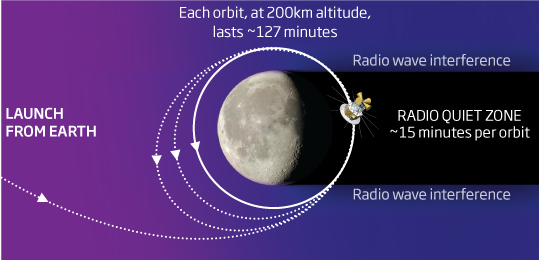 Each orbit, at 200km altitude,
lasts ~127 minutes
Radio wave interference
LAUNCH
FROM EARTH
RADIO QUIET ZONE
~15 minutes per orbit
Radio wave interference